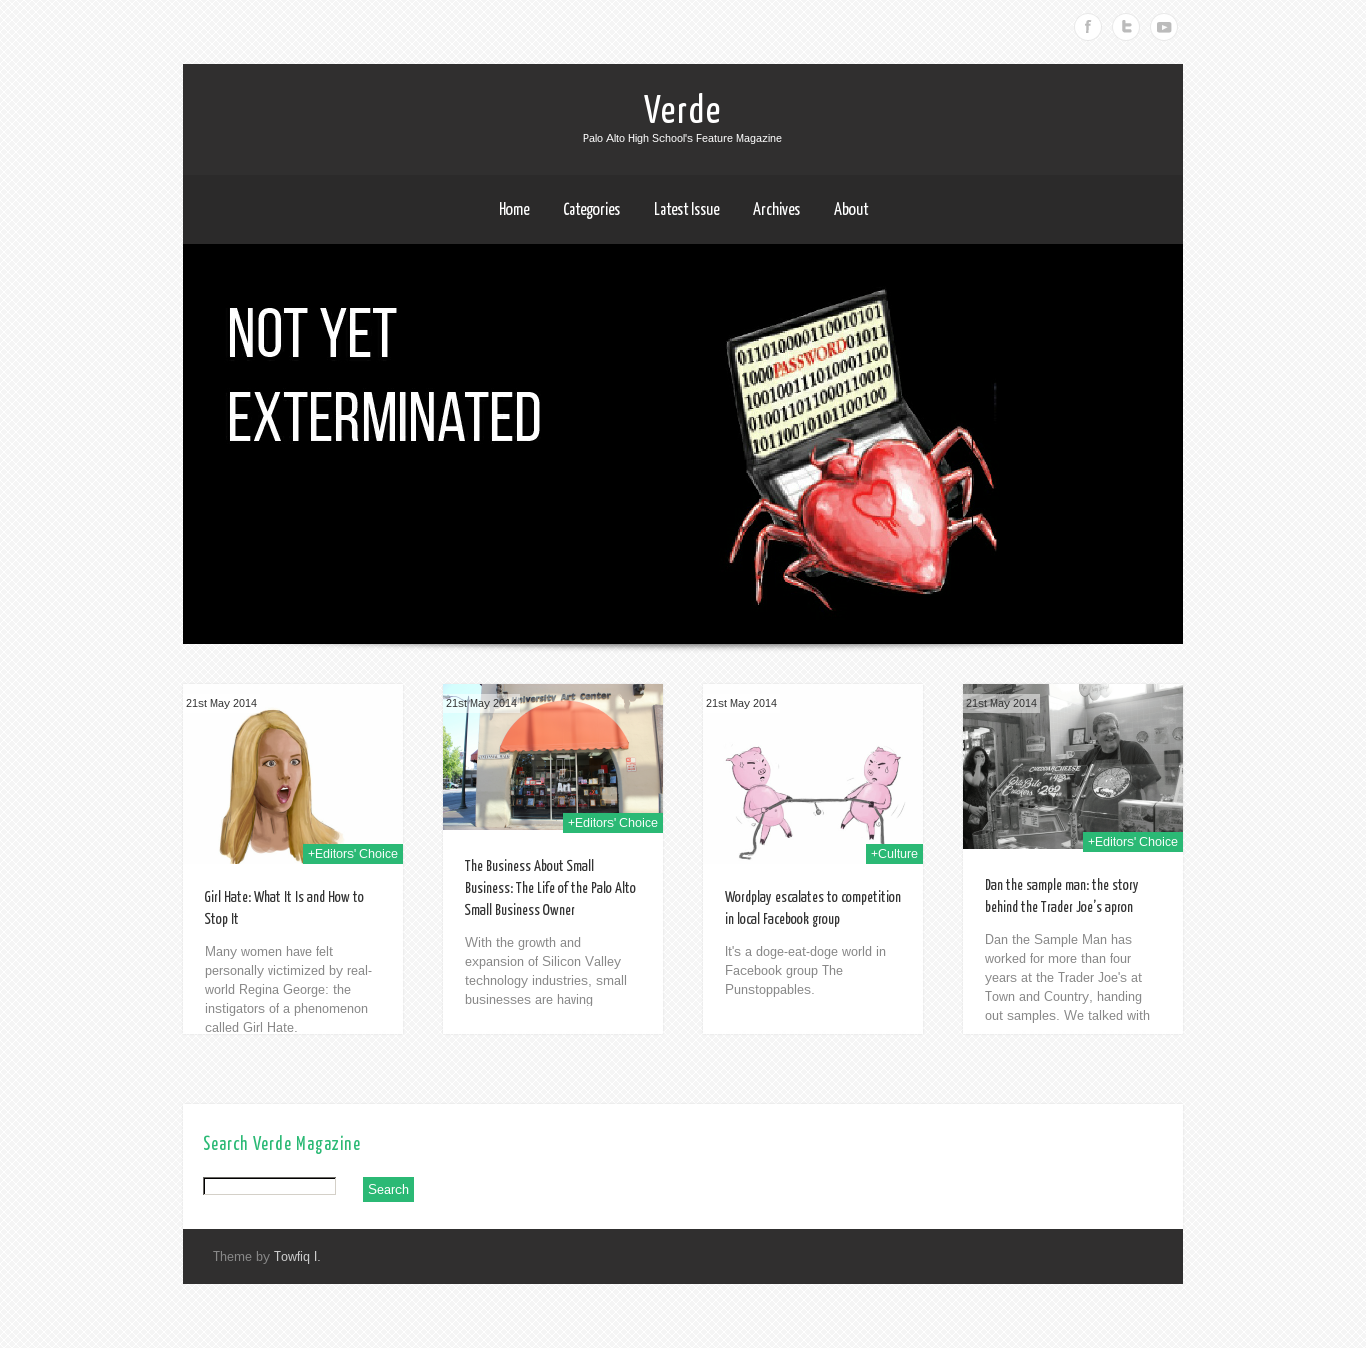 Verde
Palo Alto High School's Feature Magazine
Home Categories Latest Issue Archives About
NOT YET
EXTERMINATED
01101000011001010101
1000PASSWORD01011
1001001110100011 00
21st May 2014
+Editors' Choice
Girl Hate: What It Is and How to
Stop It
Many women have felt
personally victimized by real-
world Regina George: the
instigators of a phenomenon
called Girl Hate.
University Art Center
21st May 2014
Art
+Editors' Choice
The Business About Small
Business: The Life of the Palo Alto
Small Business Owner
With the growth and
expansion of Silicon Valley
technology industries, small
businesses are having
21st May 2014
+Culture
Wordplay escalates to competition
in local Facebook group
It's a doge-eat-doge world in
Facebook group The
Punstoppables.
21st May 2014
CHEESE
+Editors' Choice
Dan the sample man: the story
behind the Trader Joe's apron
Dan the Sample Man has
worked for more than four
years at the Trader Joe's at
Town and Country, handing
out samples. We talked with
Search Verde Magazine
Search
Theme by Towfiq I.